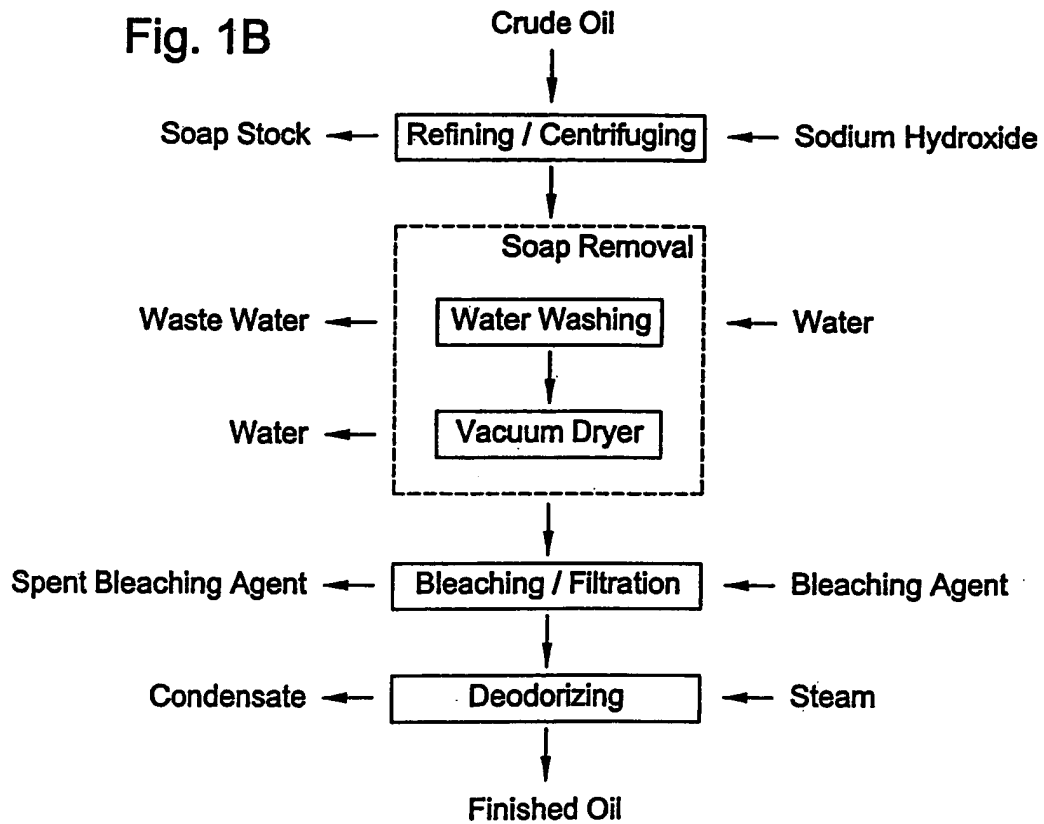 Fig. 1B
Crude Oil
Soap Stock
Refining / Centrifuging
Sodium Hydroxide
Soap Removal
Waste Water
Water Washing
Water
Water
Vacuum Dryer
Spent Bleaching Agent
Bleaching / Filtration
Bleaching Agent
Condensate
Deodorizing
Steam
Finished Oil